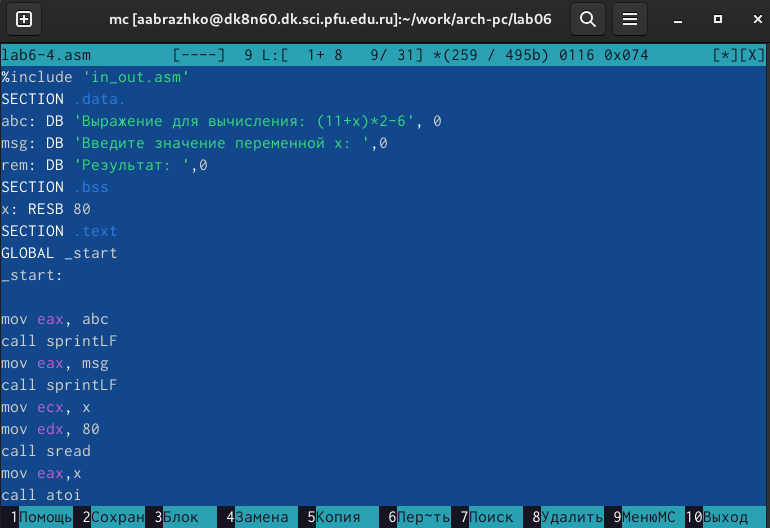 mc [aabrazhko@dk8n60.dk.sci.pfu.edu.ru]:~/work/arch-pc/lab06
lab6-4.asm [----] 9 L:[ 1+ 8 9/ 31] *(259 / 495b) 0116 0x074 [*][X]
%include 'in_out.asm'
SECTION .data.
abc: DB 'Выражение для вычисления: (11+x)*2-6', 0
msg: DB 'Введите значение переменной x: ',0
rem: DB 'Результат: ',0
SECTION .bss
x: RESB 80
SECTION .text
GLOBAL _start
_start:
mov eax, abc
call sprintLF
mov eax, msg
call sprintLF
mov ecx, x
mov edx, 80
call sread
mov eax,x
call atoi
1Помощь 2Сохран 3Блок 4Замена 5Копия 6Пер~ть 7Поиск 8Удалить 9МенюMC 10Выход